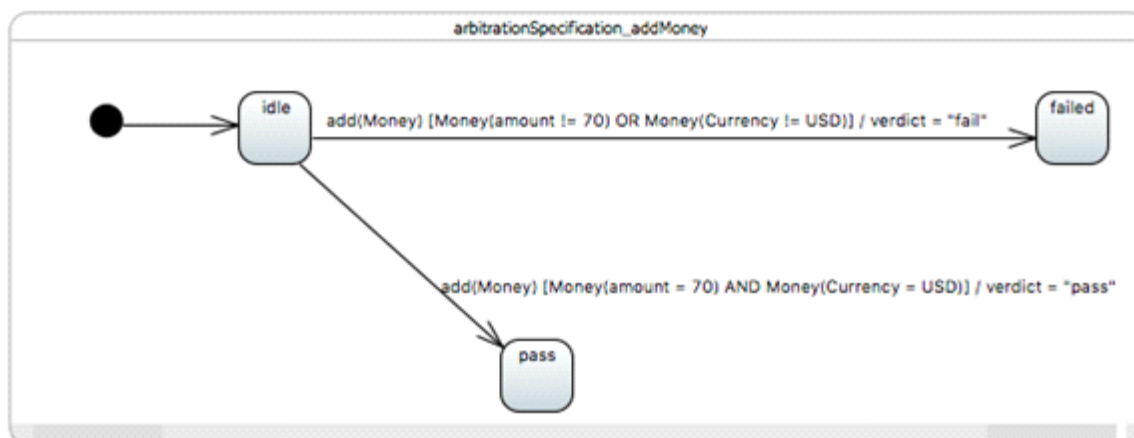 arbitrationSpecification_addMoney
idle
add(Money) [Money(amount != 70) OR Money(Currency != USD)] / verdict = "fail"
failed
add(Money) [Money(amount = 70) AND Money(Currency = USD)] / verdict = "pass"
pass